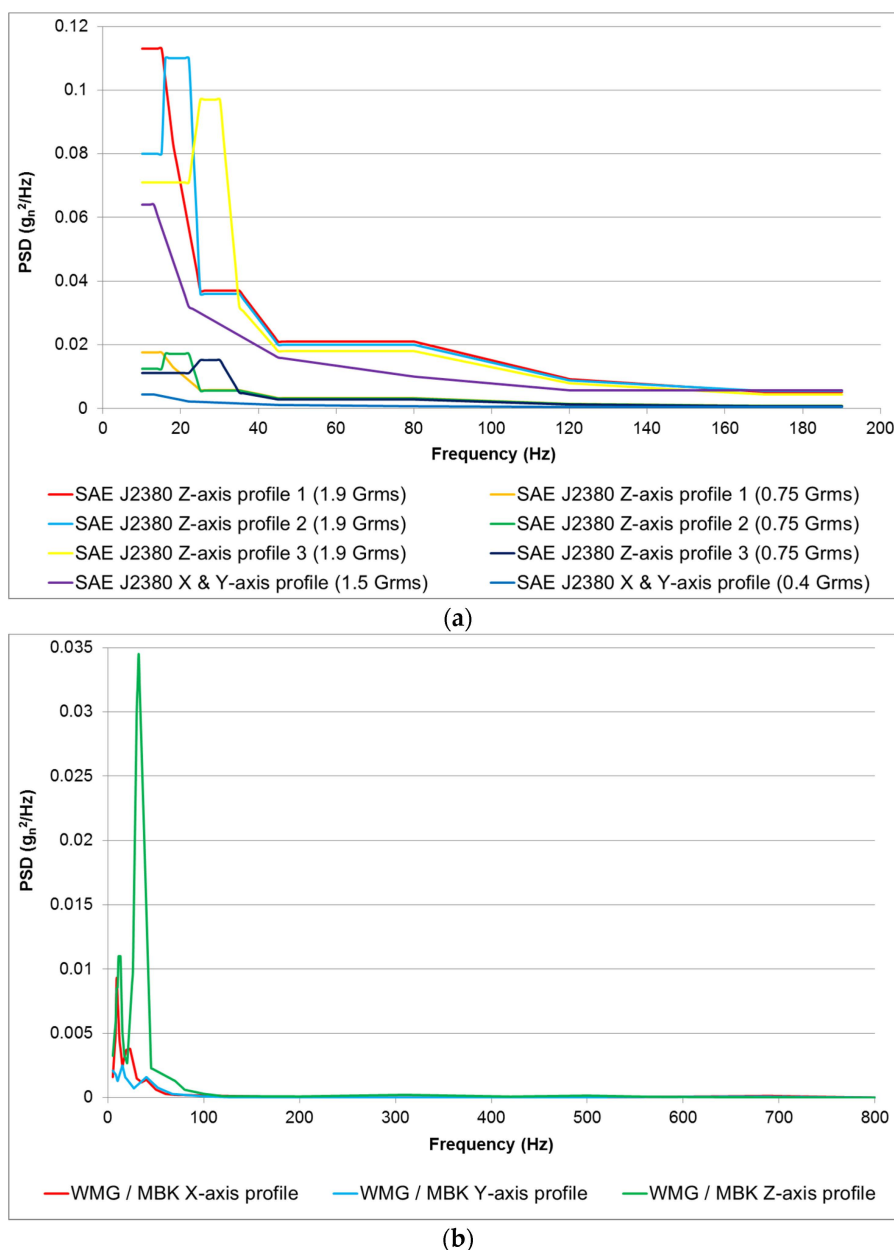 0.12
0.1
0.08
0.06
0.04
0.02
0
PSD (gn²/Hz)
0 20 40 60 80 100 120 140 160 180 200
Frequency (Hz)
SAE J2380 Z-axis profile 1 (1.9 Grms) SAE J2380 Z-axis profile 1 (0.75 Grms)
SAE J2380 Z-axis profile 2 (1.9 Grms) SAE J2380 Z-axis profile 2 (0.75 Grms)
SAE J2380 Z-axis profile 3 (1.9 Grms) SAE J2380 Z-axis profile 3 (0.75 Grms)
SAE J2380 X & Y-axis profile (1.5 Grms) SAE J2380 X & Y-axis profile (0.4 Grms)
(a)
0.035
0.03
0.025
0.02
0.015
0.01
0.005
0
PSD (gn²/Hz)
0 100 200 300 400 500 600 700 800
Frequency (Hz)
WMG / MBK X-axis profile WMG / MBK Y-axis profile WMG / MBK Z-axis profile
(b)